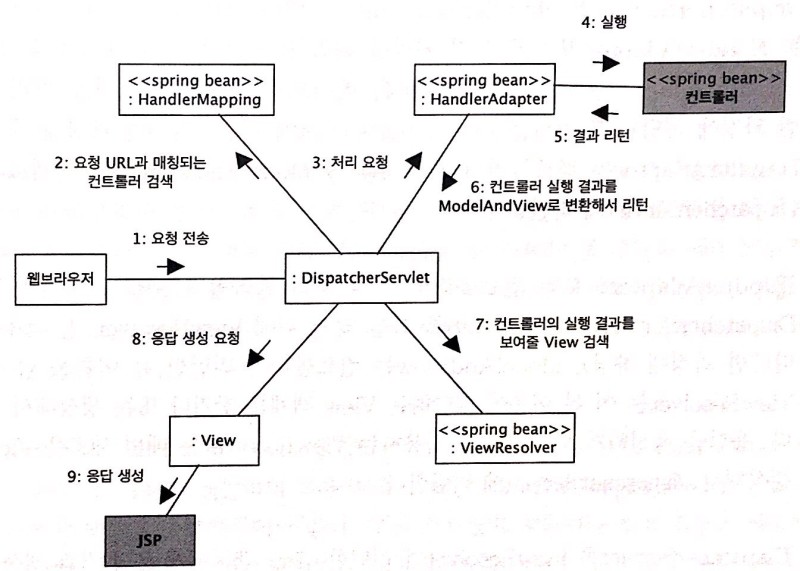 4: 실행
<<spring bean>>
: HandlerMapping
<<spring bean>>
: HandlerAdapter
<<spring bean>>
컨트롤러
5: 결과 리턴
2: 요청 URL과 매칭되는
컨트롤러 검색
3: 처리 요청
6: 컨트롤러 실행 결과를
ModelAndView로 변환해서 리턴
1: 요청 전송
웹브라우저
: DispatcherServlet
8: 응답 생성 요청
7: 컨트롤러의 실행 결과를
보여줄 View 검색
: View
<<spring bean>>
: ViewResolver
9: 응답 생성
JSP